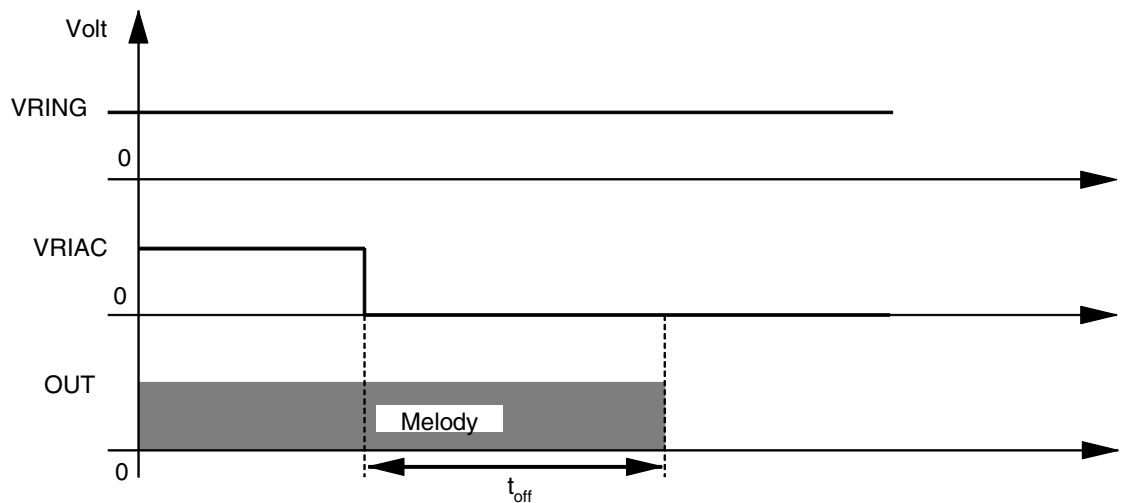 Volt
VRING
0
VRIAC
0
OUT
Melody
0
toff